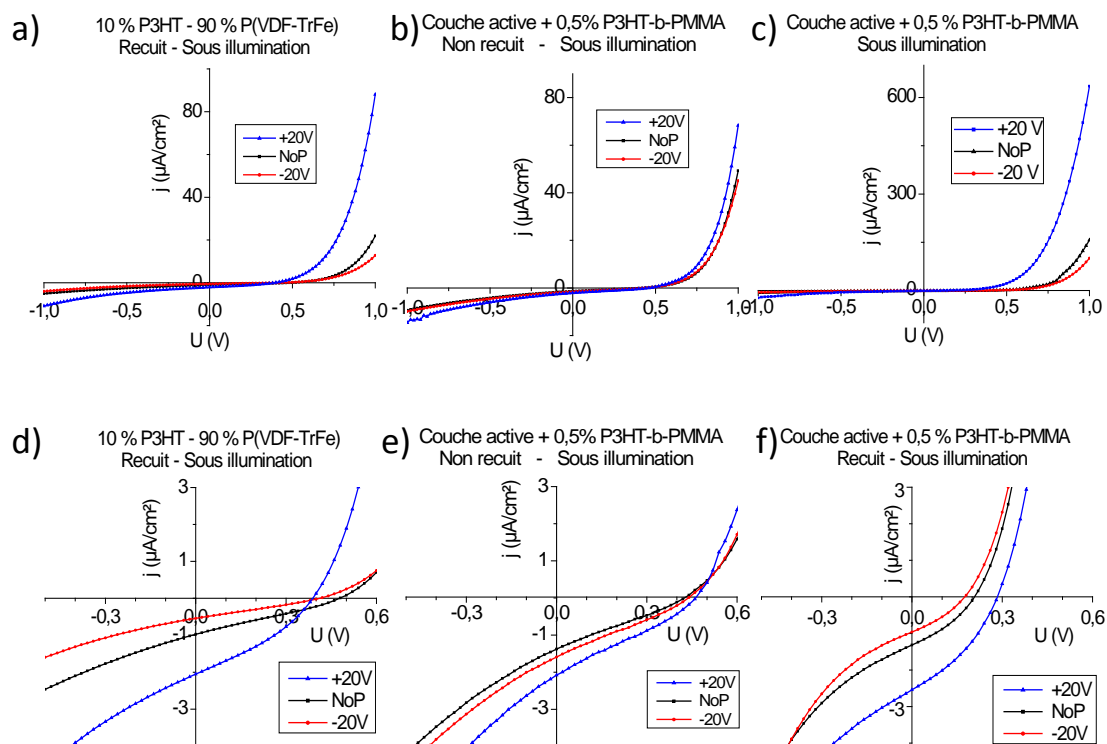 a)
10 % P3HT - 90 % P(VDF-TrFe)
Recuit - Sous illumination
80
40
0
-1,0
-0,5
0,0
0,5
1,0
j (µA/cm²)
U (V)
+20V
NoP
-20V
b)
Couche active + 0,5% P3HT-b-PMMA
Non recuit - Sous illumination
80
40
0
-1,0
-0,5
0,0
0,5
1,0
j (µA/cm²)
U (V)
+20V
NoP
-20V
c)
Couche active + 0,5% P3HT-b-PMMA
Sous illumination
600
300
0
-1,0
-0,5
0,0
0,5
1,0
j (µA/cm²)
U (V)
+20 V
NoP
-20 V
d)
10 % P3HT - 90 % P(VDF-TrFe)
Recuit - Sous illumination
3
1
-1
-3
-0,3
0,0
0,3
0,6
j (µA/cm²)
U (V)
+20V
NoP
-20V
e)
Couche active + 0,5% P3HT-b-PMMA
Non recuit - Sous illumination
3
1
-1
-3
-0,3
0,0
0,3
0,6
j (µA/cm²)
U (V)
+20V
NoP
-20V
f)
Couche active + 0,5 % P3HT-b-PMMA
Recuit - Sous illumination
3
1
-1
-3
-0,3
0,0
0,3
0,6
j (µA/cm²)
U (V)
+20V
NoP
-20V